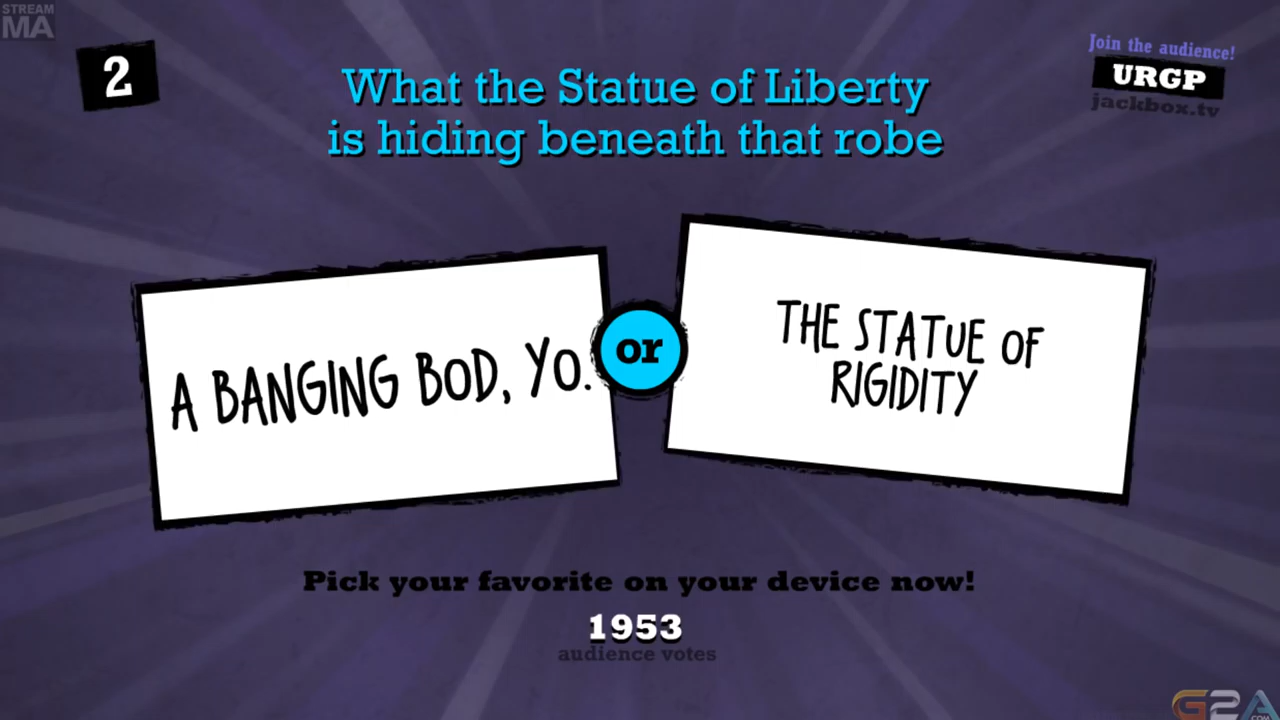 STREAM
MA
2
What the Statue of Liberty
is hiding beneath that robe
Join the audience!
URGP
jackbox.tv
A BANGING BOD, YO.
or
THE STATUE OF
RIGIDITY
Pick your favorite on your device now!
1953
audience votes
G2A
.COM